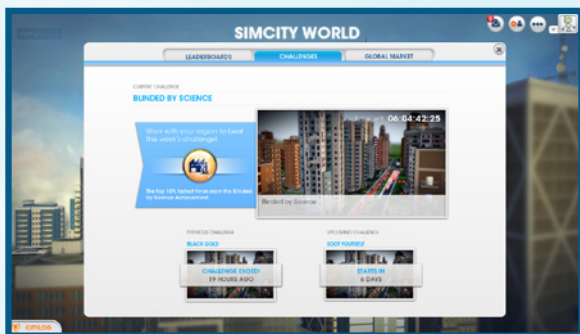 SIMCITY WORLD
LEADERBOARDS
CHALLENGES
GLOBAL MARKET
CURRENT CHALLENGE
BLINDED BY SCIENCE
Work with your region to beat
this week's challenge!
The top 10% fastest times earn the Blinded
by Science Achievement.
06:04:42:25
Blinded by Science
PREVIOUS CHALLENGE
BLACK GOLD
CHALLENGE ENDED!
19 HOURS AGO
UPCOMING CHALLENGE
SOOT YOURSELF
STARTS IN
6 DAYS
CITYLOG